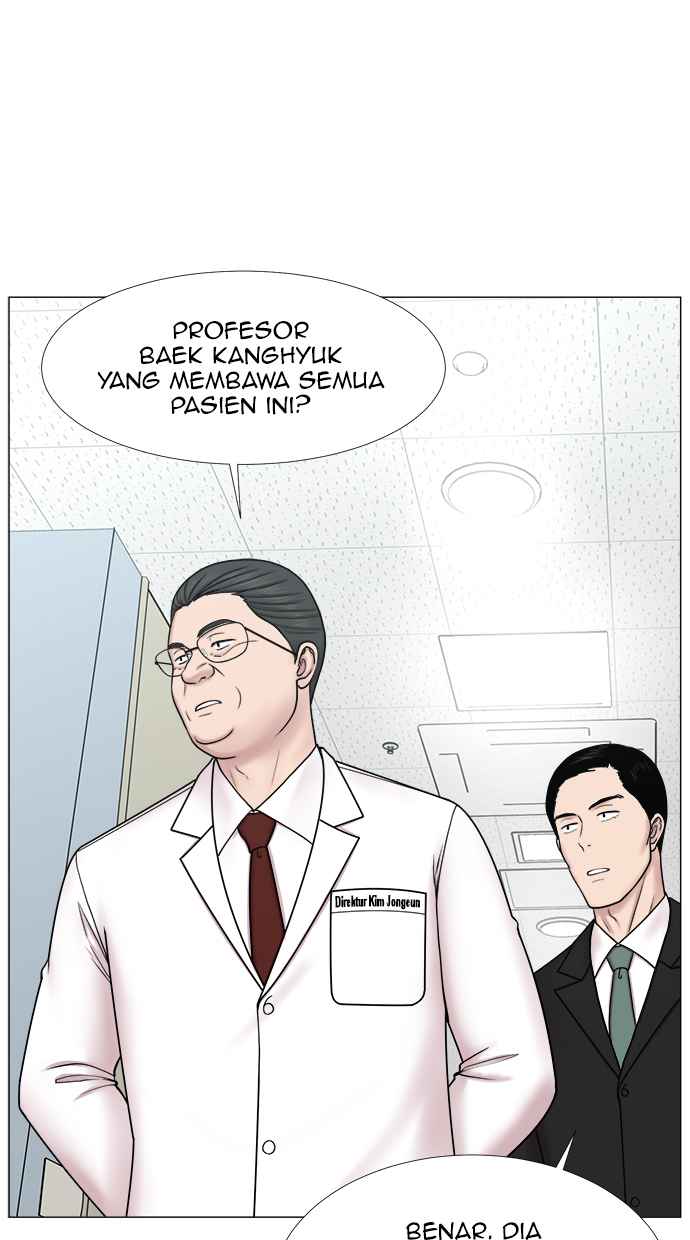 PROFESOR
BAEK KANGHYUK
YANG MEMBAWA SEMUA
PASIEN INI?
Direktur Kim Jongeun
BENAR, DIA